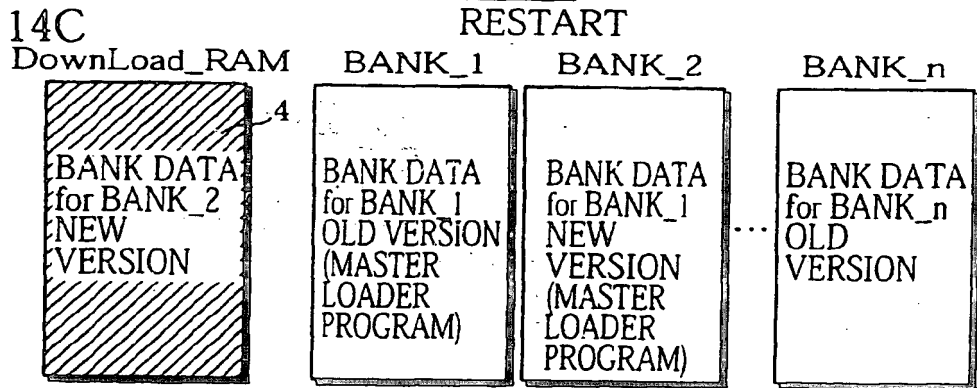 14C
RESTART
DownLoad_RAM
BANK_1
BANK_2
BANK_n
4
BANK DATA
for BANK_2
NEW
VERSION
BANK DATA
for BANK_1
OLD VERSION
(MASTER
LOADER
PROGRAM)
BANK DATA
for BANK_1
NEW
VERSION
(MASTER
LOADER
PROGRAM)
...
BANK DATA
for BANK_n
OLD
VERSION